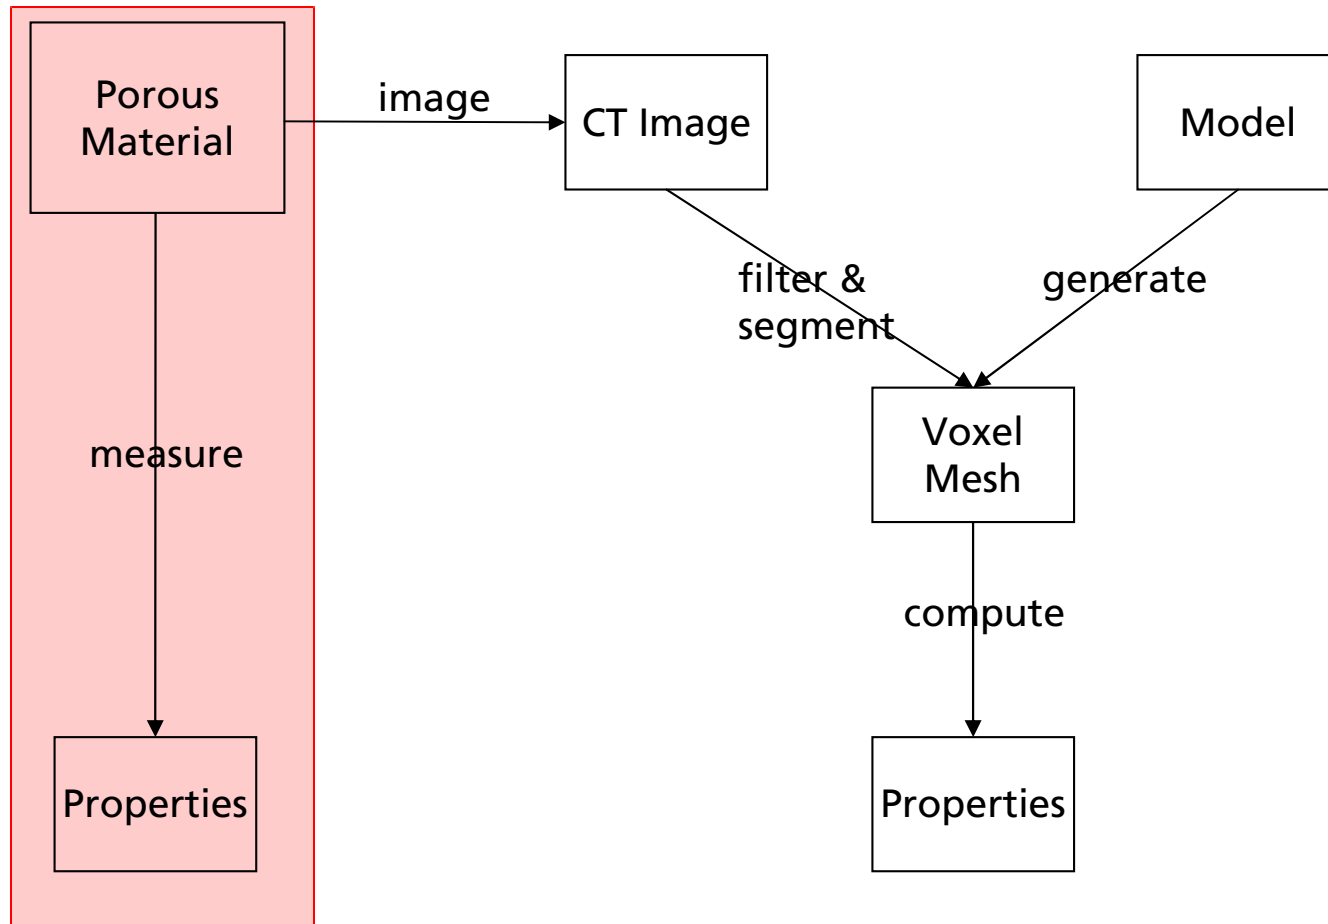 Porous
Material
image
CT Image
Model
filter &
segment
generate
Voxel
Mesh
measure
compute
Properties
Properties